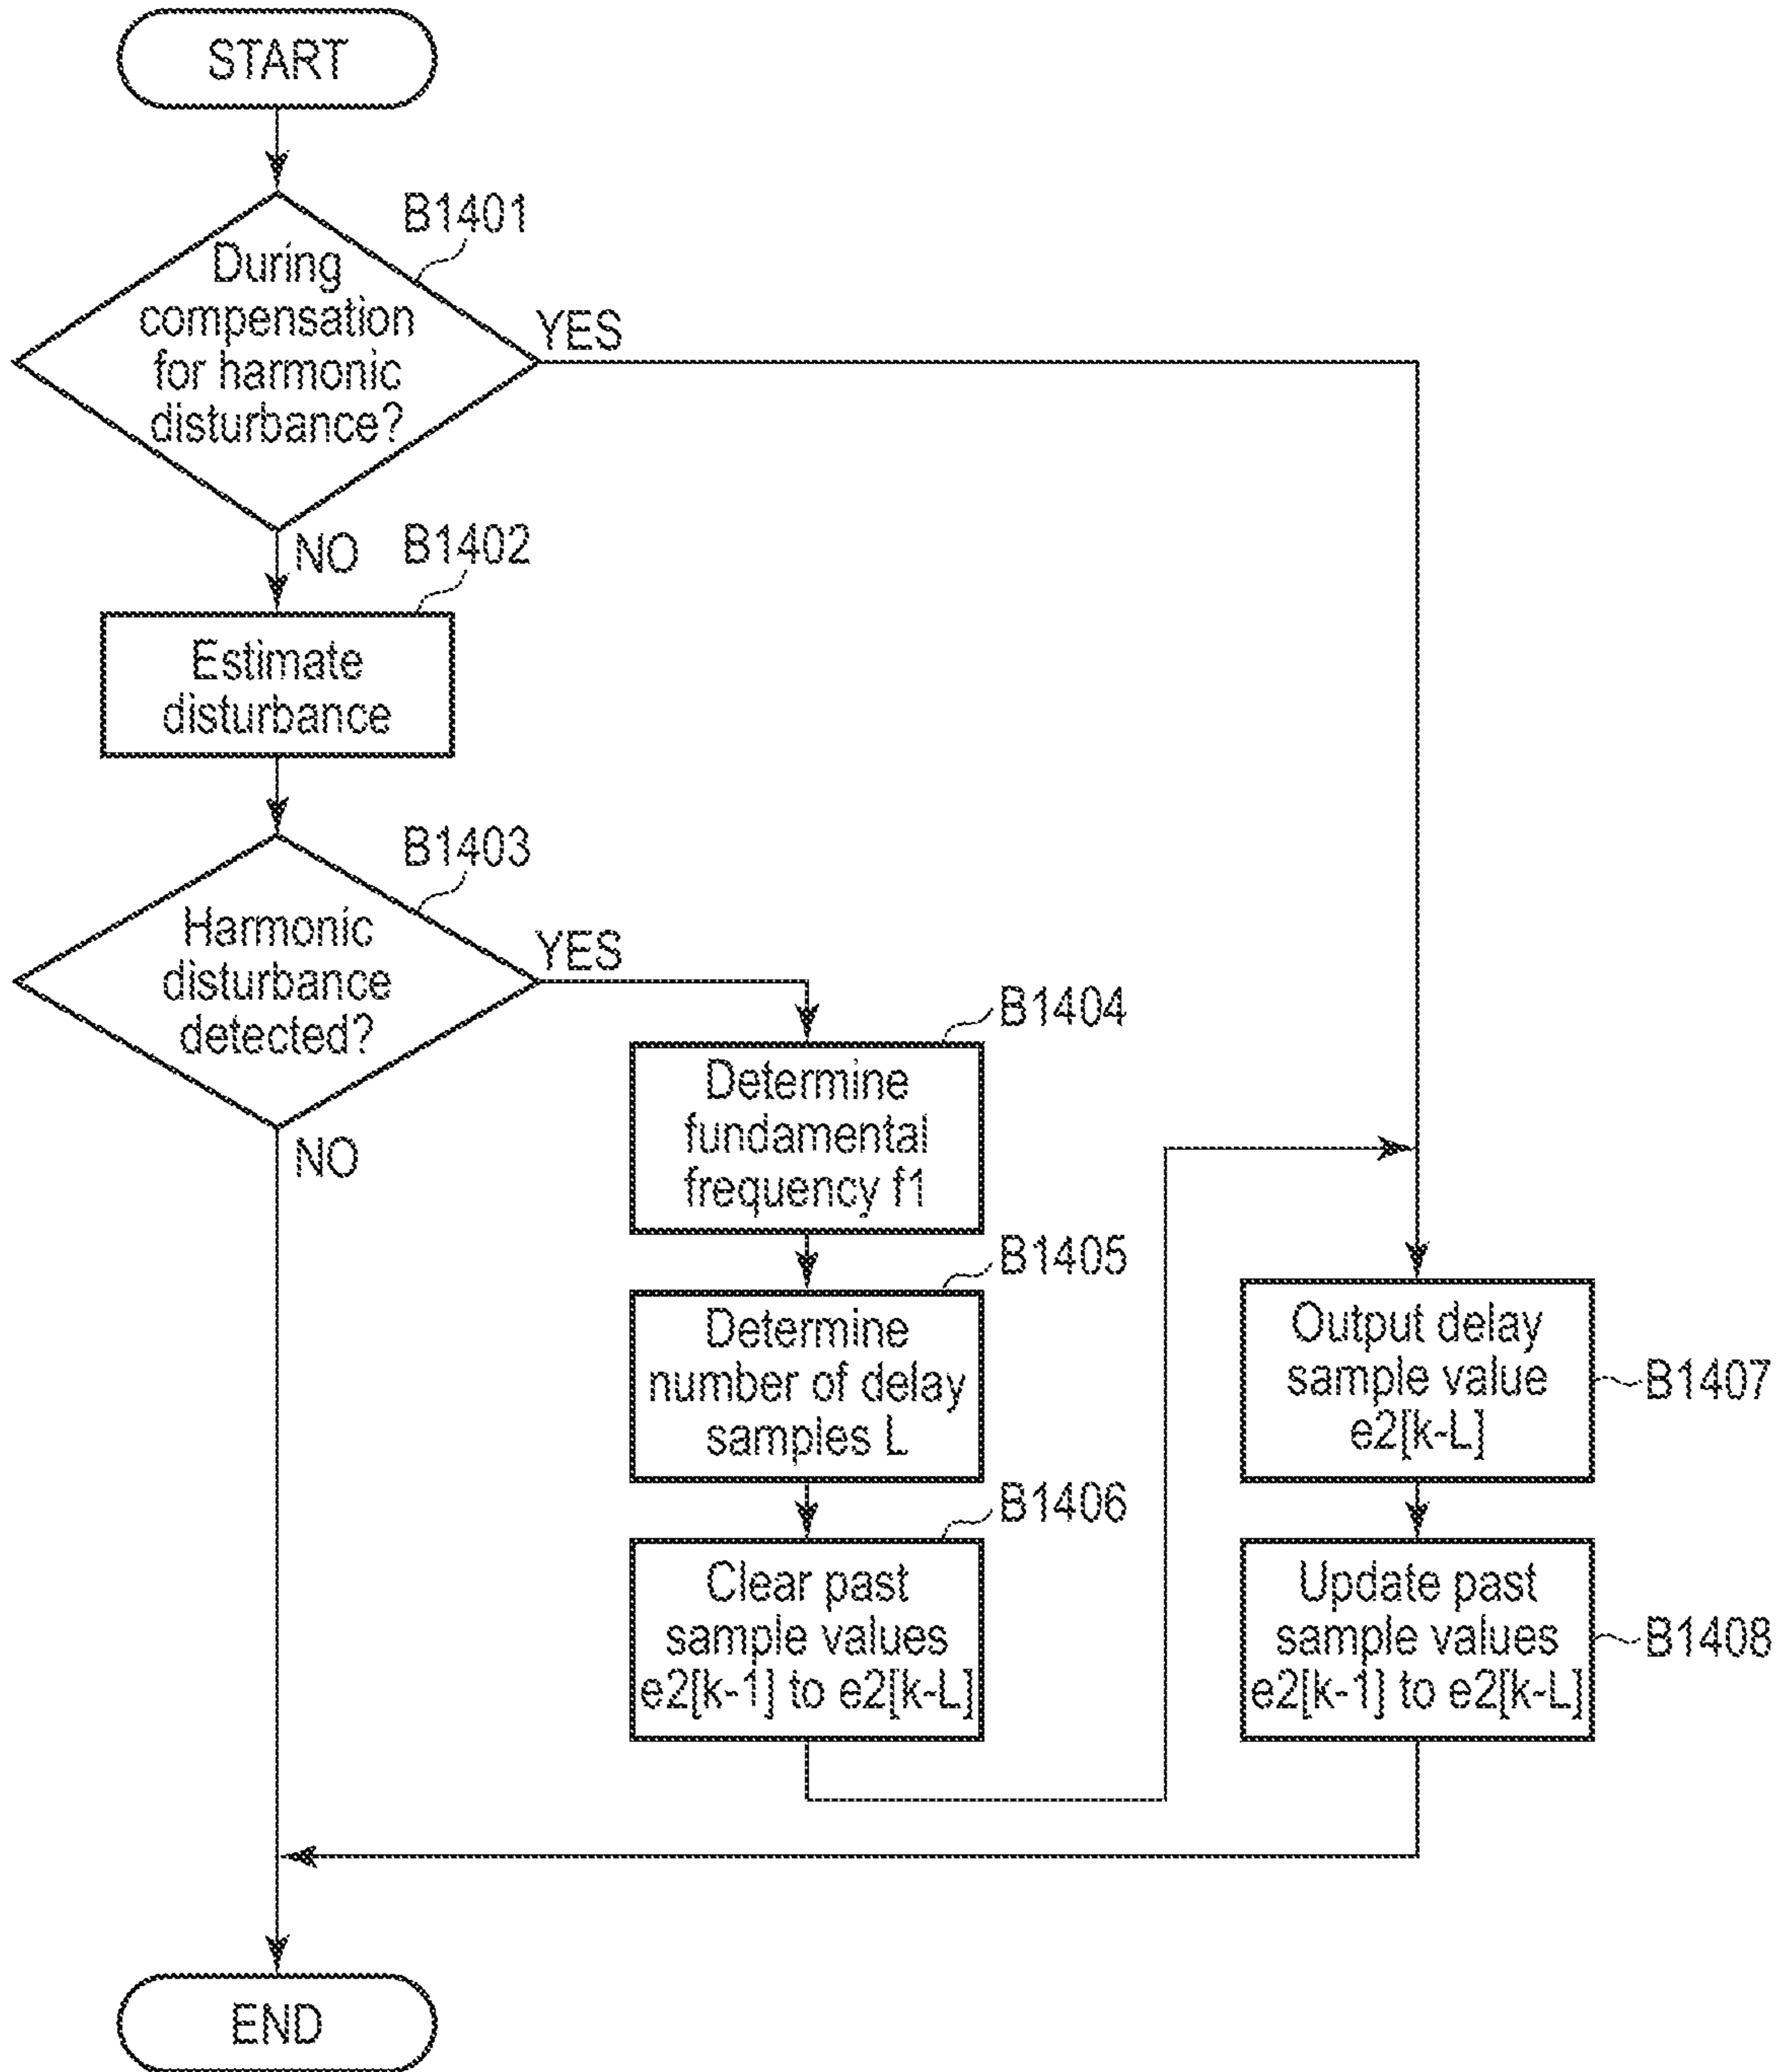 START
B1401
During
compensation
for harmonic
disturbance?
YES
NO
B1402
Estimate
disturbance
B1403
Harmonic
disturbance
detected?
YES
NO
B1404
Determine
fundamental
frequency f1
B1405
Determine
number of delay
samples L
B1406
Clear past
sample values
e2[k-1] to e2[k-L]
Output delay
sample value
e2[k-L]
B1407
Update past
sample values
e2[k-1] to e2[k-L]
B1408
END